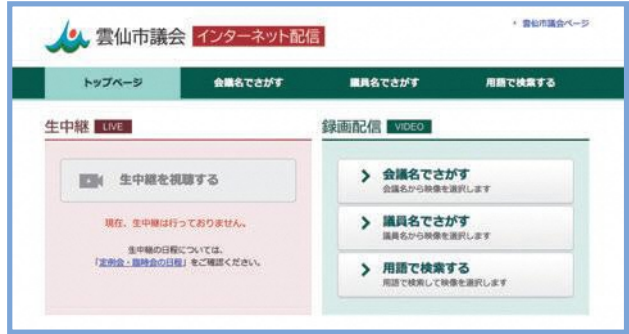 雲仙市議会 インターネット配信
雲仙市議会ページ
トップページ 会議名でさがす 議員名でさがす 用語で検索する
生中継 LIVE
生中継を視聴する
現在、生中継は行っておりません。
生中継の日程については、
「定例会・臨時会の日程」をご確認ください。
録画配信 VIDEO
会議名でさがす
会議名から映像を選択します
議員名でさがす
議員名から映像を選択します
用語で検索する
用語で検索して映像を選択します